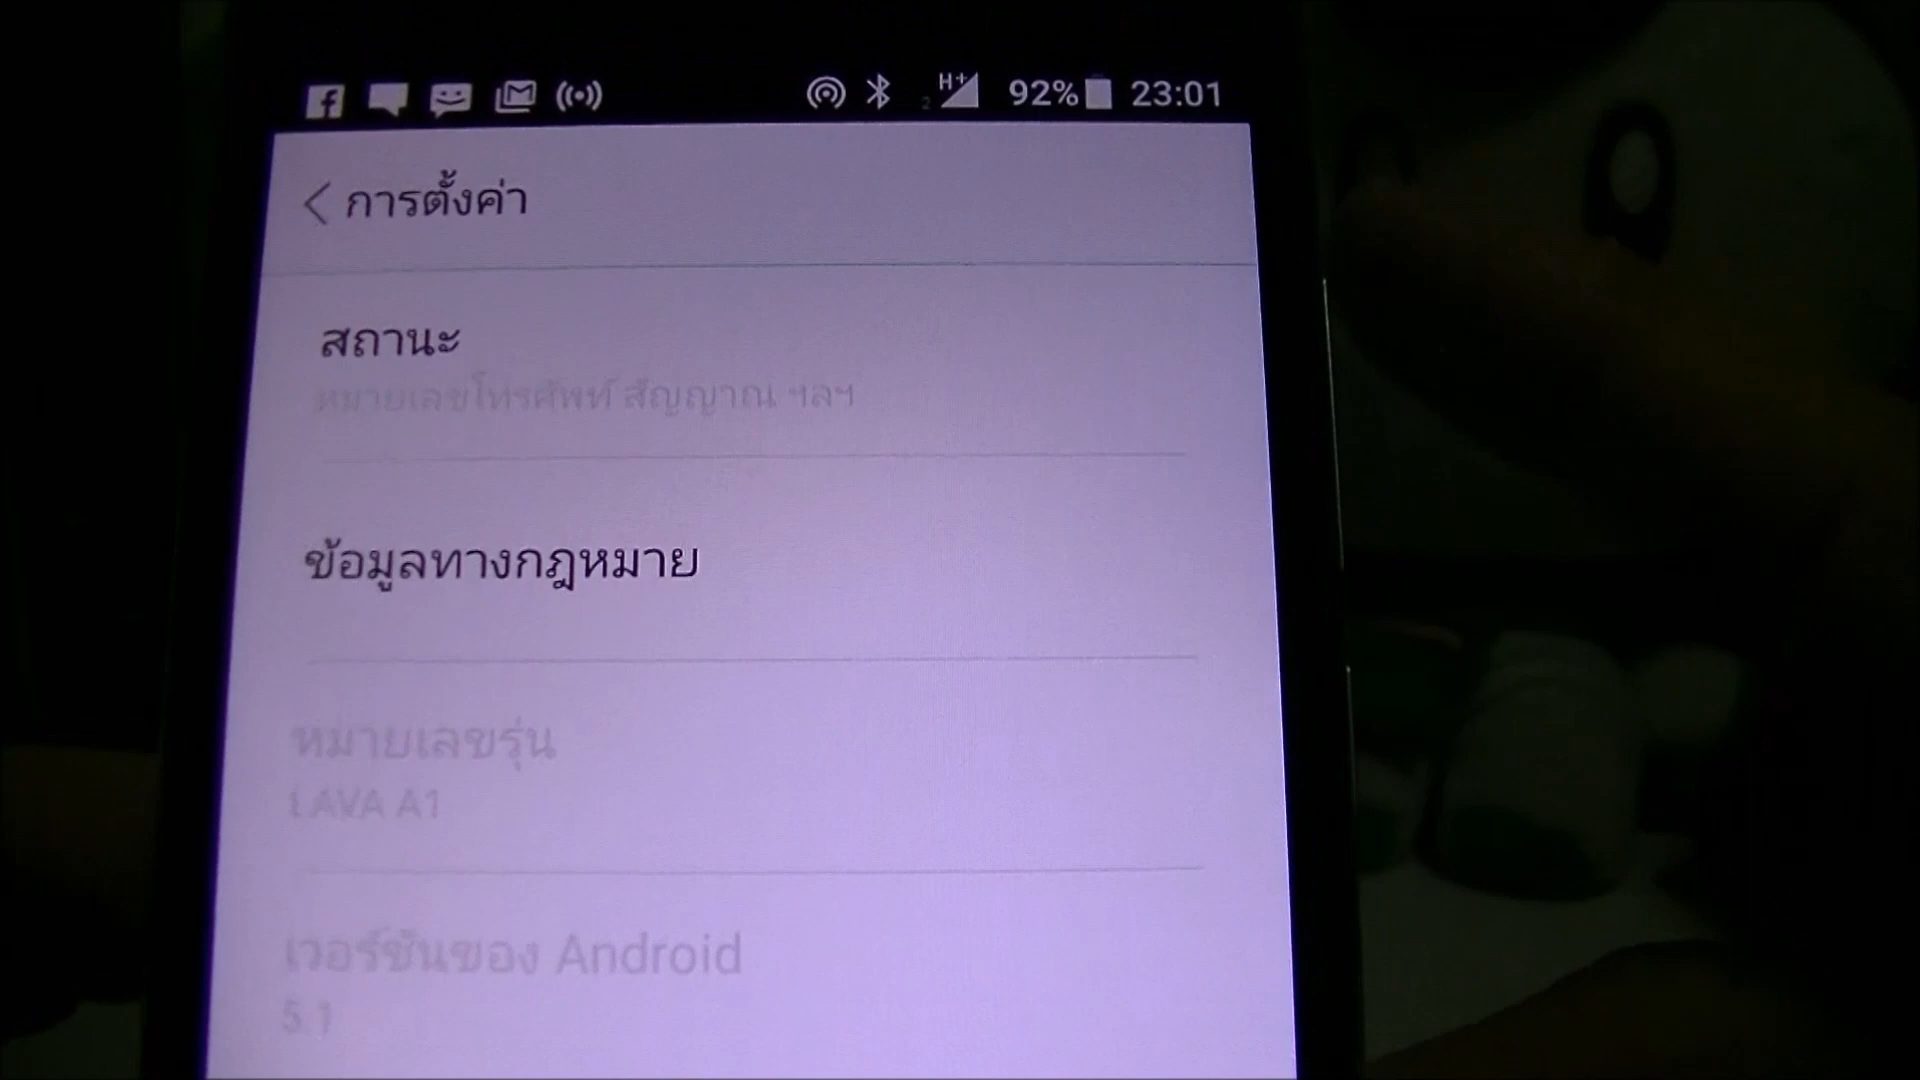 H+ 92% 23:01
< การตั้งค่า
สถานะ
หมายเลขโทรศัพท์ สัญญาณ ฯลฯ
ข้อมูลทางกฎหมาย
หมายเลขรุ่น
LAVA A1
เวอร์ชันของ Android
5.1